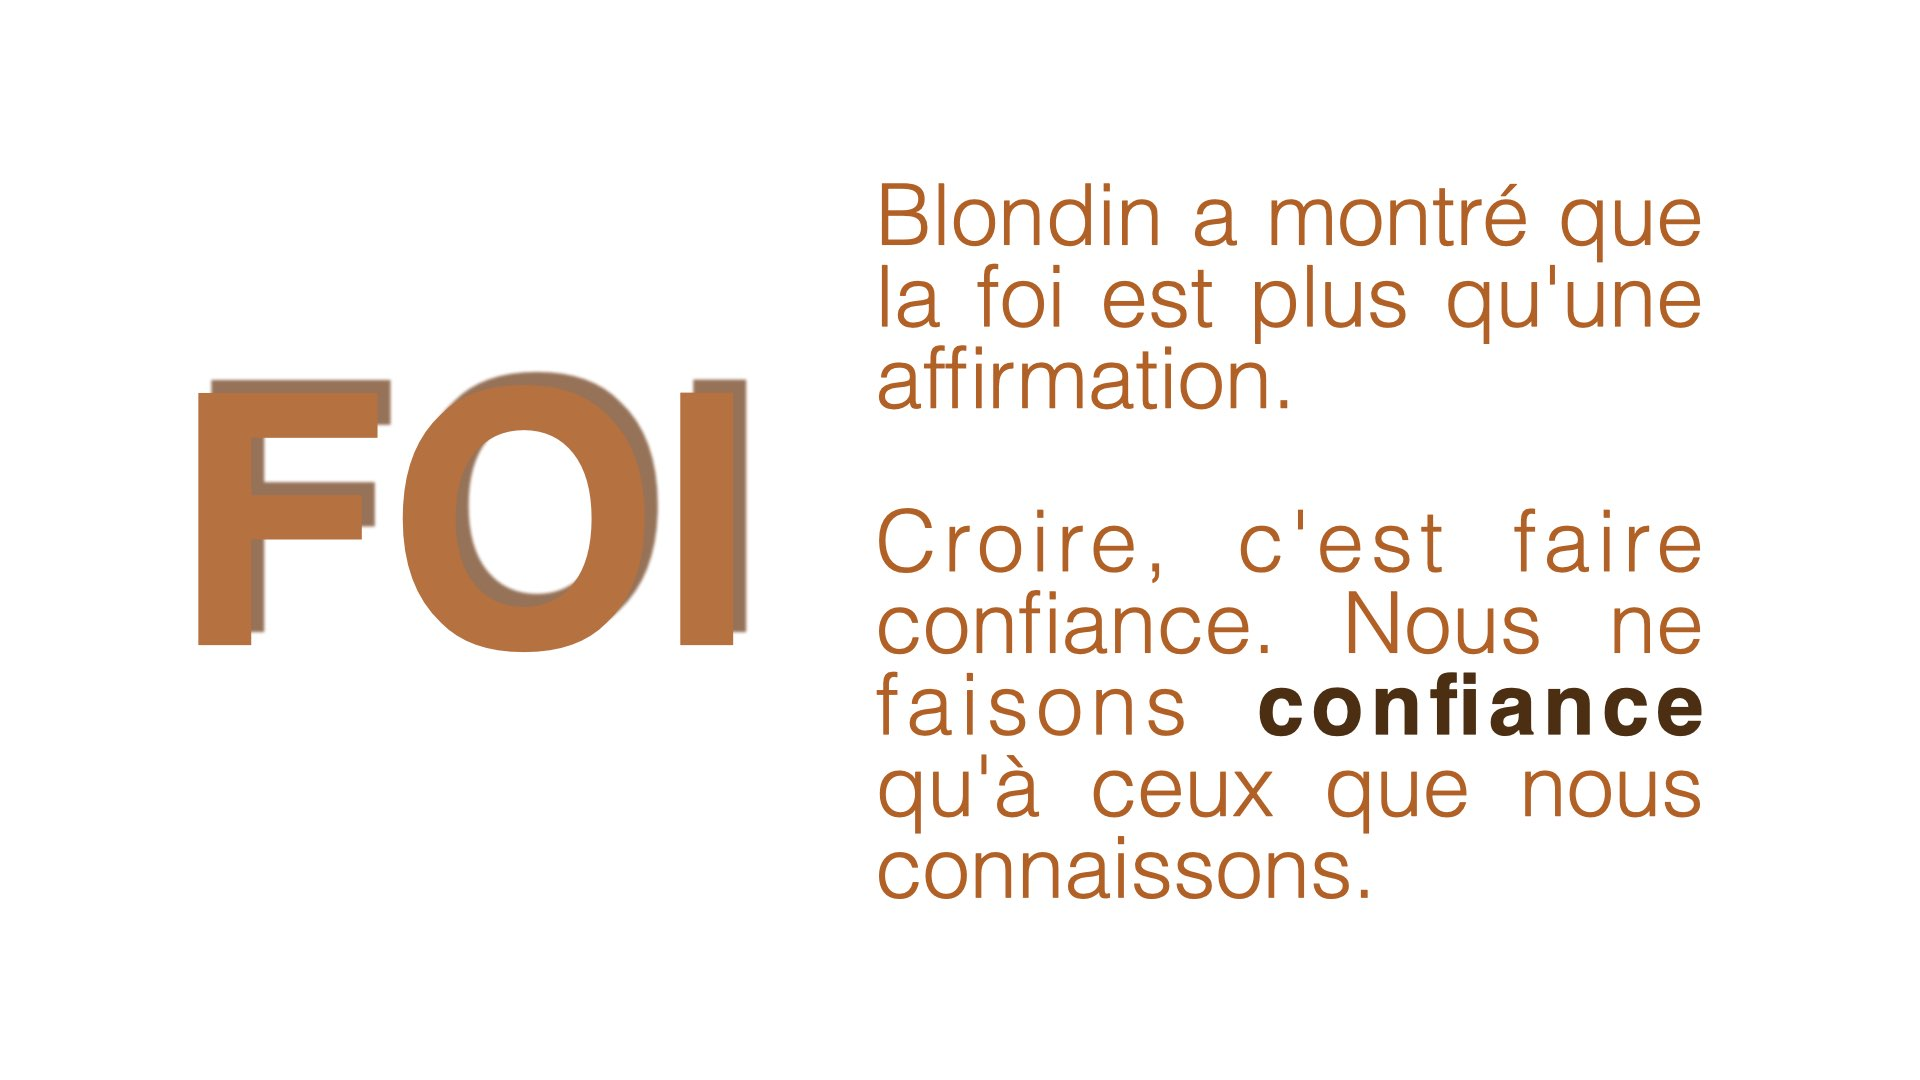 FOI
Blondin a montré que
la foi est plus qu'une
affirmation.
Croire, c'est faire
confiance. Nous ne
faisons confiance
qu'à ceux que nous
connaissons.